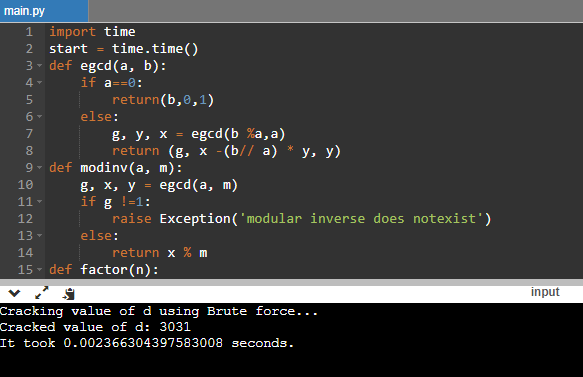 main.py
1 import time
2 start = time.time()
3 def egcd(a, b):
4     if a==0:
5         return(b,0,1)
6     else:
7         g, y, x = egcd(b %a,a)
8         return (g, x -(b// a) * y, y)
9 def modinv(a, m):
10     g, x, y = egcd(a, m)
11     if g !=1:
12         raise Exception('modular inverse does notexist')
13     else:
14         return x % m
15 def factor(n):
input
Cracking value of d using Brute force...
Cracked value of d: 3031
It took 0.002366304397583008 seconds.